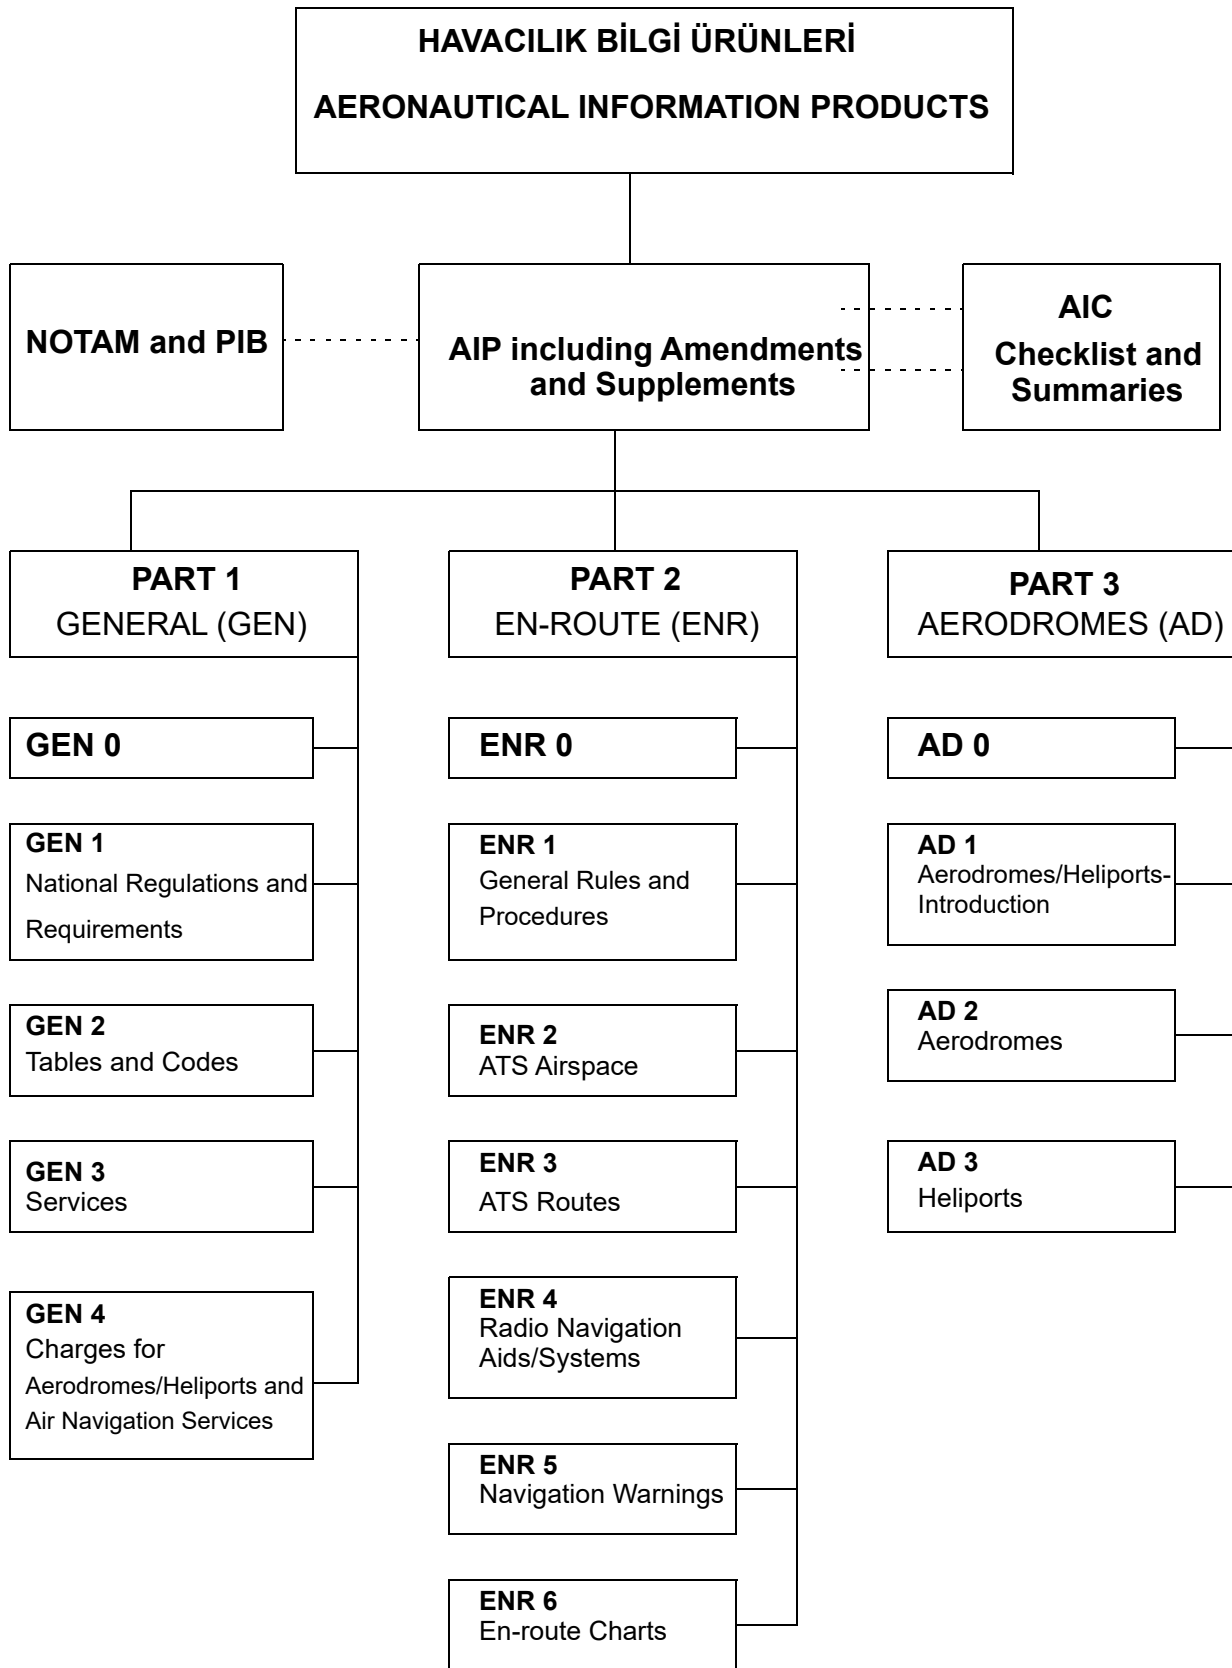 HAVACILIK BİLGİ ÜRÜNLERİ
AERONAUTICAL INFORMATION PRODUCTS
NOTAM and PIB
AIP including Amendments
and Supplements
AIC
Checklist and
Summaries
PART 1
GENERAL (GEN)
PART 2
EN-ROUTE (ENR)
PART 3
AERODROMES (AD)
GEN 0
GEN 1
National Regulations and
Requirements
GEN 2
Tables and Codes
GEN 3
Services
GEN 4
Charges for
Aerodromes/Heliports and
Air Navigation Services
ENR 0
ENR 1
General Rules and
Procedures
ENR 2
ATS Airspace
ENR 3
ATS Routes
ENR 4
Radio Navigation
Aids/Systems
ENR 5
Navigation Warnings
ENR 6
En-route Charts
AD 0
AD 1
Aerodromes/Heliports-
Introduction
AD 2
Aerodromes
AD 3
Heliports